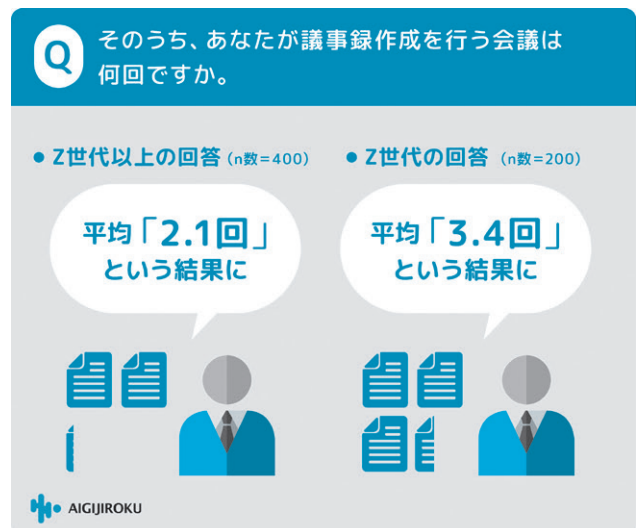 Q
そのうち、あなたが議事録作成を行う会議は
何回ですか。
● Z世代以上の回答（n数=400）
平均「2.1回」
という結果に
● Z世代の回答（n数=200）
平均「3.4回」
という結果に
AIGIJIROKU